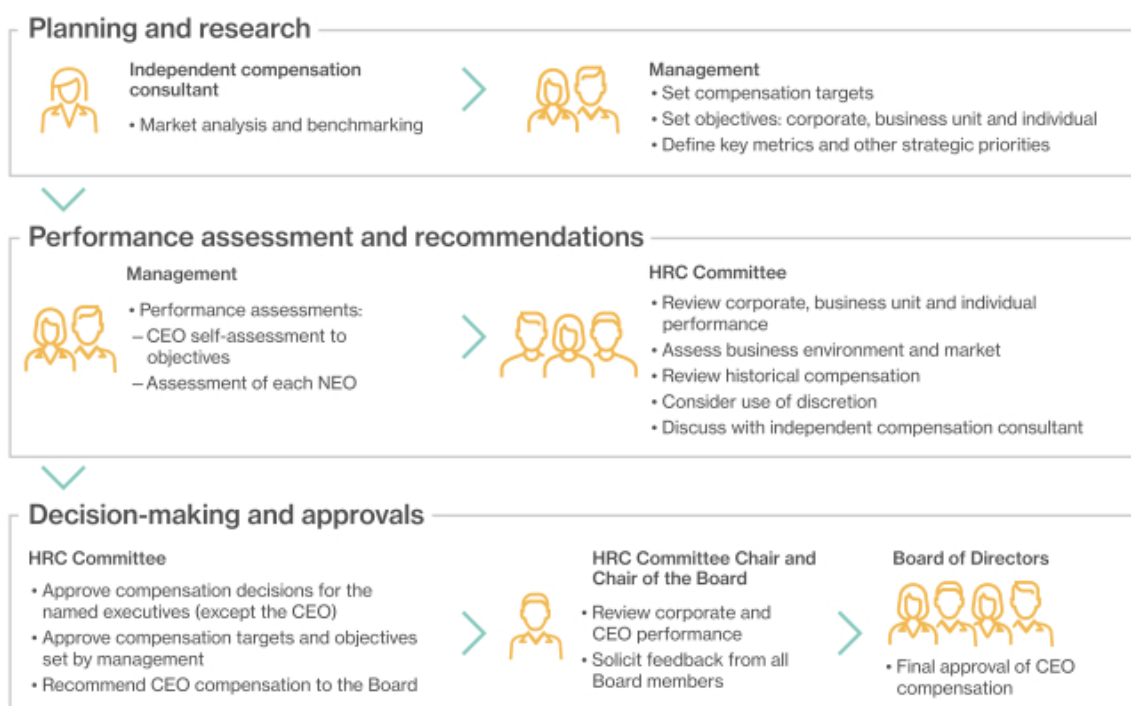 Planning and research
Independent compensation
consultant
• Market analysis and benchmarking
Management
• Set compensation targets
• Set objectives: corporate, business unit and individual
• Define key metrics and other strategic priorities
Performance assessment and recommendations
Management
• Performance assessments:
– CEO self-assessment to
objectives
– Assessment of each NEO
HRC Committee
• Review corporate, business unit and individual
performance
• Assess business environment and market
• Review historical compensation
• Consider use of discretion
• Discuss with independent compensation consultant
Decision-making and approvals
HRC Committee
• Approve compensation decisions for the
named executives (except the CEO)
• Approve compensation targets and objectives
set by management
• Recommend CEO compensation to the Board
HRC Committee Chair and
Chair of the Board
• Review corporate and
CEO performance
• Solicit feedback from all
Board members
Board of Directors
• Final approval of CEO
compensation